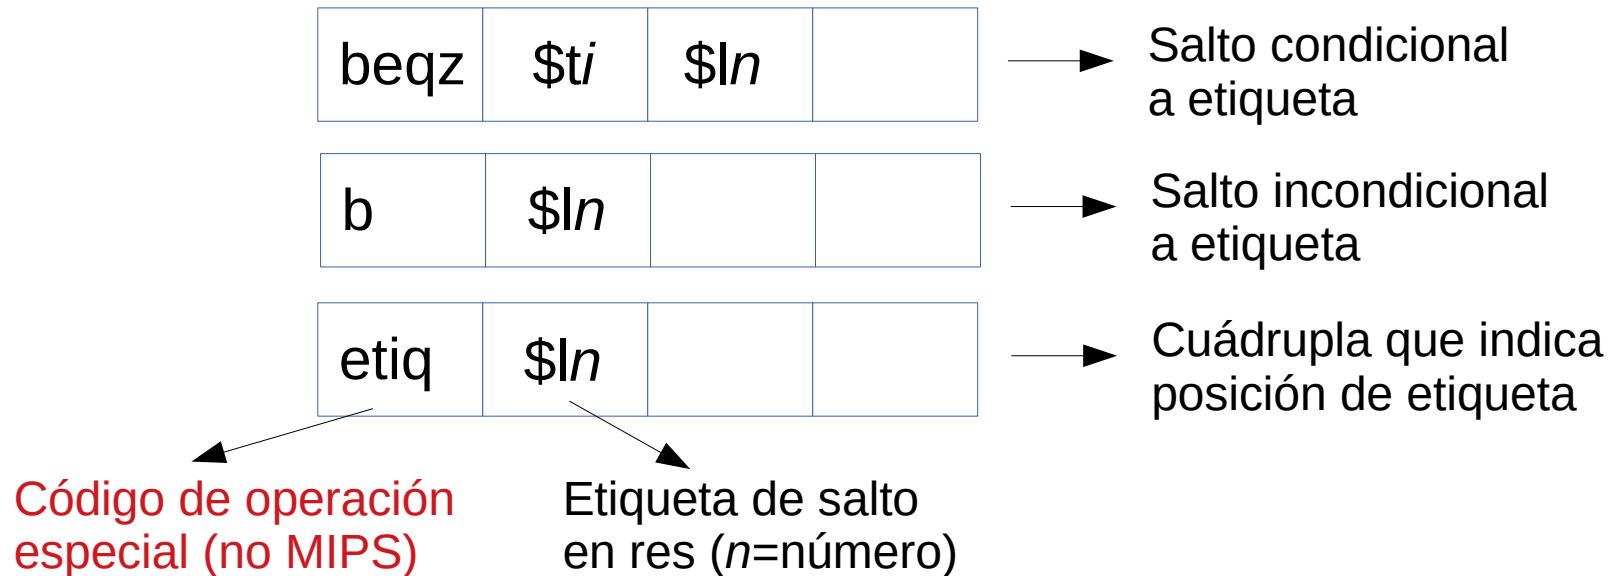 beqz $ti $ln
Salto condicional
a etiqueta
b $ln
Salto incondicional
a etiqueta
etiq $ln
Cuádrupla que indica
posición de etiqueta
Código de operación
especial (no MIPS)
Etiqueta de salto
en res (n=número)